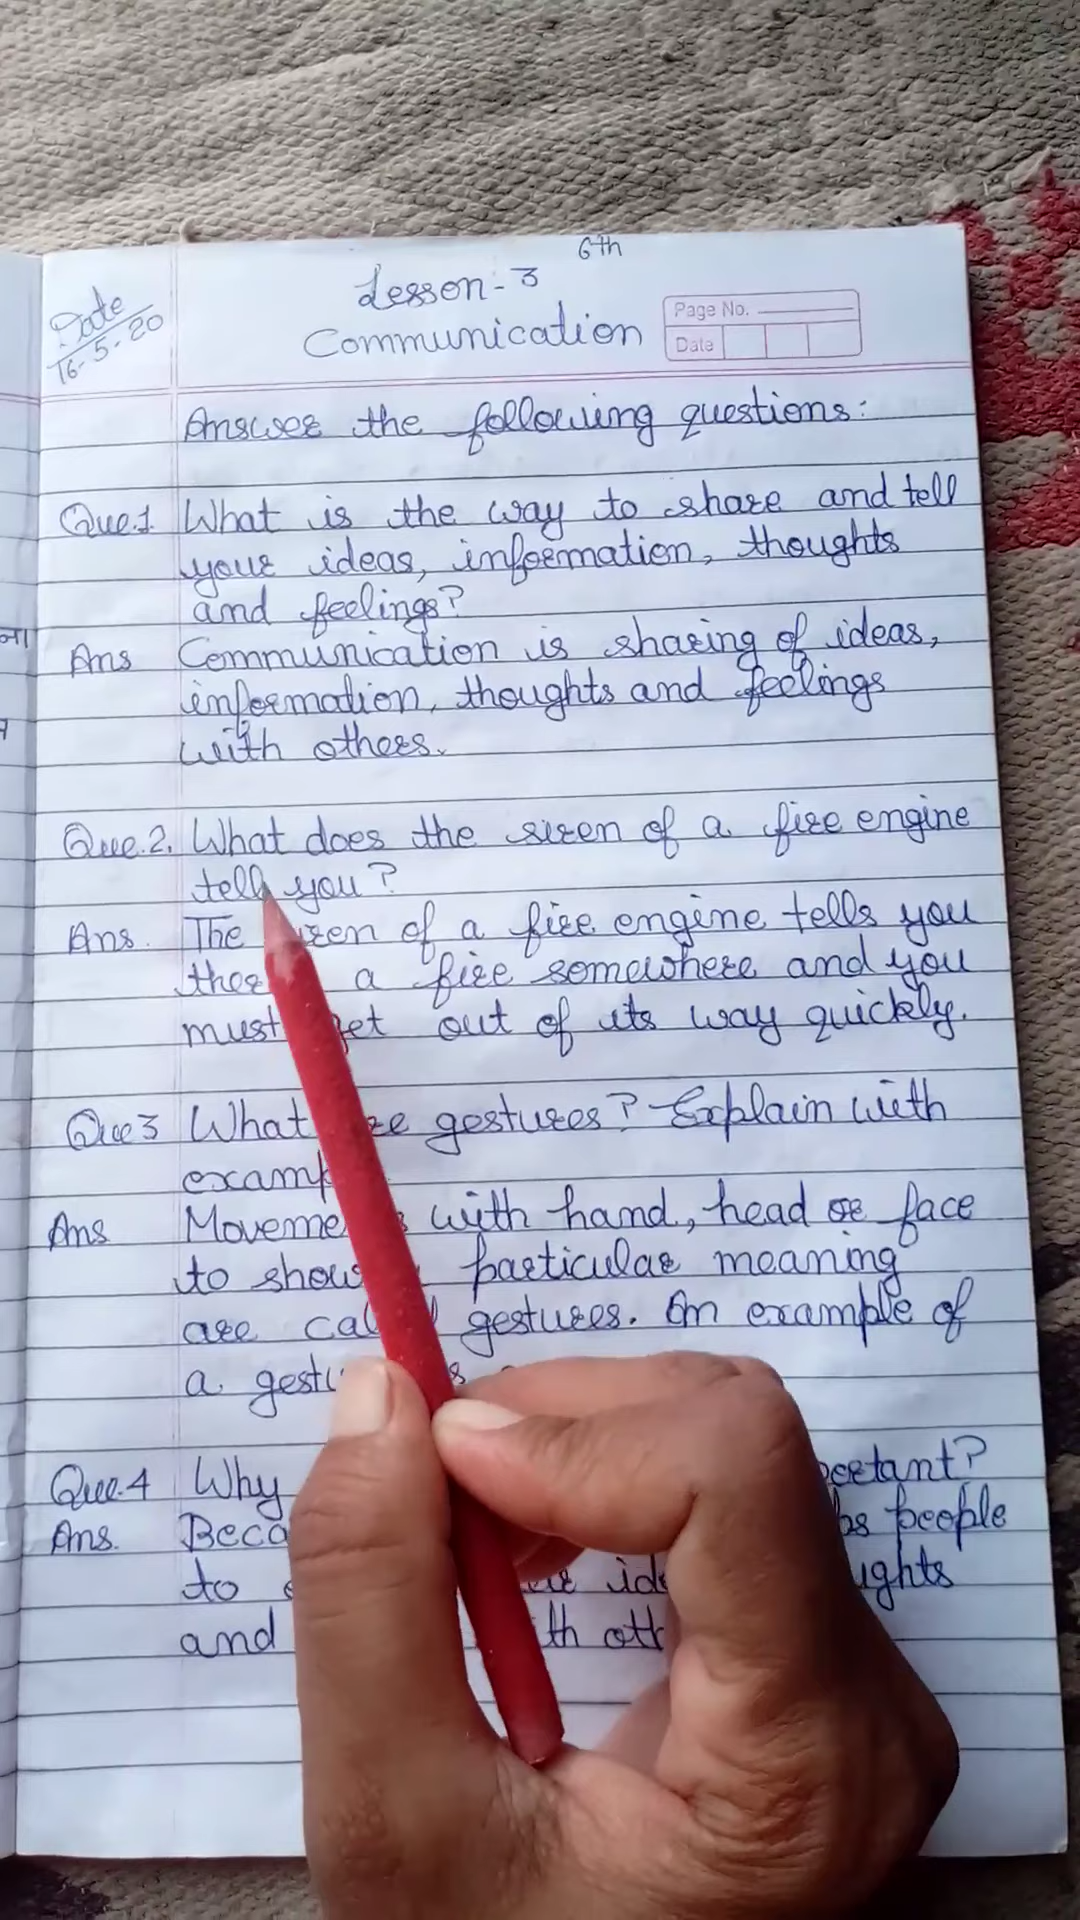 6th
Lesson-3
Communication
Date
16-5-20
Page No.
Date
Answer the following questions:
Que.1 What is the way to share and tell
your ideas, information, thoughts
and feelings?
Ans Communication is sharing of ideas,
information, thoughts and feelings
with others.
Que.2. What does the siren of a fire engine
tell you?
Ans. The of a fire engine tells you
a fire somewhere and you
must out of its way quickly.
Que3 What gestures? Explain with
Ans with hand, head or face
to particular meaning
are gestures. An example of
a
Que.4 Why
Ans. people
to
and